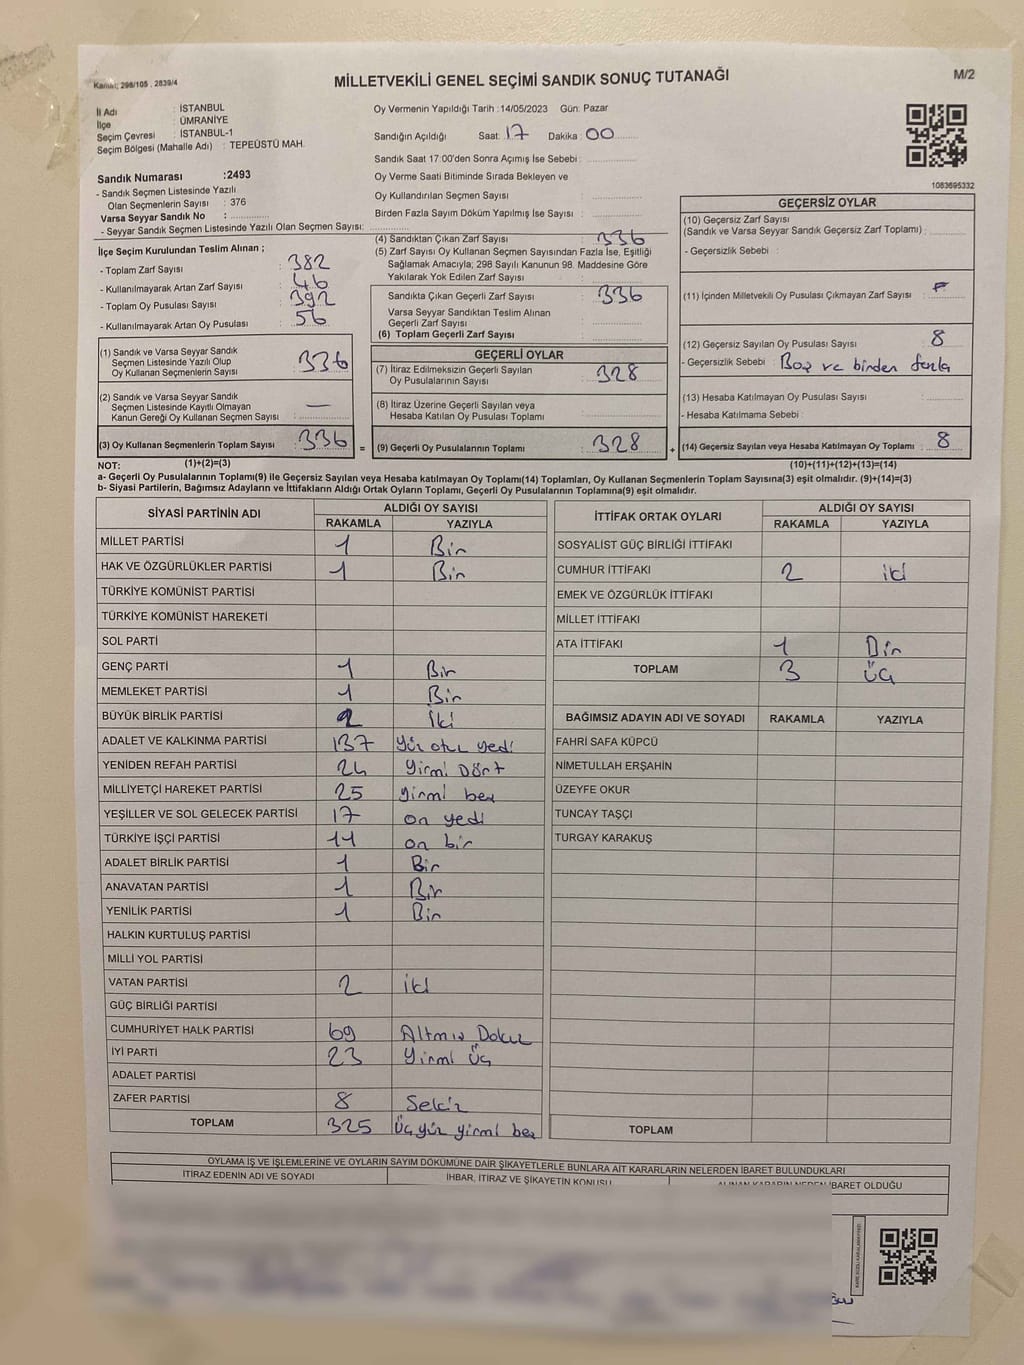 Kanun; 298/105 , 2839/4
MİLLETVEKİLİ GENEL SEÇİMİ SANDIK SONUÇ TUTANAĞI
M/2
İl Adı : İSTANBUL
İlçe : ÜMRANİYE
Seçim Çevresi : İSTANBUL-1
Seçim Bölgesi (Mahalle Adı) : TEPEÜSTÜ MAH.
Oy Vermenin Yapıldığı Tarih :14/05/2023 Gün: Pazar
Sandığın Açıldığı Saat: 17 Dakika: 00
Sandık Saat 17:00'den Sonra Açımış İse Sebebi :
Oy Verme Saati Bitiminde Sırada Bekleyen ve
Oy Kullandırılan Seçmen Sayısı
Birden Fazla Sayım Döküm Yapılmış İse Sayısı :
1083695332
Sandık Numarası :2493
- Sandık Seçmen Listesinde Yazılı
Olan Seçmenlerin Sayısı : 376
Varsa Seyyar Sandık No :
- Seyyar Sandık Seçmen Listesinde Yazılı Olan Seçmen Sayısı:
İlçe Seçim Kurulundan Teslim Alınan ;
- Toplam Zarf Sayısı : 382
- Kullanılmayarak Artan Zarf Sayısı : 46
- Toplam Oy Pusulası Sayısı : 392
- Kullanılmayarak Artan Oy Pusulası : 56
(1) Sandık ve Varsa Seyyar Sandık
Seçmen Listesinde Yazılı Olup
Oy Kullanan Seçmenlerin Sayısı : 336
(2) Sandık ve Varsa Seyyar Sandık
Seçmen Listesinde Kayıtlı Olmayan
Kanun Gereği Oy Kullanan Seçmen Sayısı : —
(3) Oy Kullanan Seçmenlerin Toplam Sayısı : 336 =
(4) Sandıktan Çıkan Zarf Sayısı : 336
(5) Zarf Sayısı Oy Kullanan Seçmen Sayısından Fazla İse, Eşitliği
Sağlamak Amacıyla; 298 Sayılı Kanunun 98. Maddesine Göre
Yakılarak Yok Edilen Zarf Sayısı :
Sandıkta Çıkan Geçerli Zarf Sayısı : 336
Varsa Seyyar Sandıktan Teslim Alınan
Geçerli Zarf Sayısı :
(6) Toplam Geçerli Zarf Sayısı :
GEÇERLİ OYLAR
(7) İtiraz Edilmeksizin Geçerli Sayılan
Oy Pusulalarının Sayısı : 328
(8) İtiraz Üzerine Geçerli Sayılan veya
Hesaba Katılan Oy Pusulası Toplamı :
(9) Geçerli Oy Pusulalarının Toplamı : 328 +
GEÇERSİZ OYLAR
(10) Geçersiz Zarf Sayısı
(Sandık ve Varsa Seyyar Sandık Geçersiz Zarf Toplamı) :
- Geçersizlik Sebebi :
(11) İçinden Milletvekili Oy Pusulası Çıkmayan Zarf Sayısı :
(12) Geçersiz Sayılan Oy Pusulası Sayısı : 8
- Geçersizlik Sebebi : Boş ve birden fazla
(13) Hesaba Katılmayan Oy Pusulası Sayısı :
- Hesaba Katılmama Sebebi :
(14) Geçersiz Sayılan veya Hesaba Katılmayan Oy Toplamı : 8
NOT: (1)+(2)=(3) (10)+(11)+(12)+(13)=(14)
a- Geçerli Oy Pusulalarının Toplamı(9) ile Geçersiz Sayılan veya Hesaba katılmayan Oy Toplamı(14) Toplamları, Oy Kullanan Seçmenlerin Toplam Sayısına(3) eşit olmalıdır. (9)+(14)=(3)
b- Siyasi Partilerin, Bağımsız Adayların ve İttifakların Aldığı Ortak Oyların Toplamı, Geçerli Oy Pusulalarının Toplamına(9) eşit olmalıdır.
SİYASİ PARTİNİN ADI ALDIĞI OY SAYISI
RAKAMLA YAZIYLA
MİLLET PARTİSİ 1 Bir
HAK VE ÖZGÜRLÜKLER PARTİSİ 1 Bir
TÜRKİYE KOMÜNİST PARTİSİ
TÜRKİYE KOMÜNİST HAREKETİ
SOL PARTİ
GENÇ PARTİ 1 Bir
MEMLEKET PARTİSİ 1 Bir
BÜYÜK BİRLİK PARTİSİ 2 iki
ADALET VE KALKINMA PARTİSİ 137 Yüz otuz yedi
YENİDEN REFAH PARTİSİ 24 Yirmi Dört
MİLLİYETÇİ HAREKET PARTİSİ 25 yirmi beş
YEŞİLLER VE SOL GELECEK PARTİSİ 17 on yedi
TÜRKİYE İŞÇİ PARTİSİ 11 on bir
ADALET BİRLİK PARTİSİ 1 Bir
ANAVATAN PARTİSİ 1 Bir
YENİLİK PARTİSİ 1 Bir
HALKIN KURTULUŞ PARTİSİ
MİLLİ YOL PARTİSİ
VATAN PARTİSİ 2 iki
GÜÇ BİRLİĞİ PARTİSİ
CUMHURİYET HALK PARTİSİ 69 Altmış Dokuz
İYİ PARTİ 23 Yirmi Üç
ADALET PARTİSİ
ZAFER PARTİSİ 8 Sekiz
TOPLAM 325 Üçyüz yirmi beş
İTTİFAK ORTAK OYLARI ALDIĞI OY SAYISI
RAKAMLA YAZIYLA
SOSYALİST GÜÇ BİRLİĞİ İTTİFAKI
CUMHUR İTTİFAKI 2 iki
EMEK VE ÖZGÜRLÜK İTTİFAKI
MİLLET İTTİFAKI
ATA İTTİFAKI 1 Bir
TOPLAM 3 Üç
BAĞIMSIZ ADAYIN ADI VE SOYADI RAKAMLA YAZIYLA
FAHRİ SAFA KÜPCÜ
NİMETULLAH ERŞAHİN
ÜZEYFE OKUR
TUNCAY TAŞÇI
TURGAY KARAKUŞ
TOPLAM
OYLAMA İŞ VE İŞLEMLERİNE VE OYLARIN SAYIM DÖKÜMÜNE DAİR ŞİKAYETLERLE BUNLARA AİT KARARLARIN NELERDEN İBARET BULUNDUKLARI
İTİRAZ EDENİN ADI VE SOYADI İHBAR, İTİRAZ VE ŞİKAYETİN KONUSU ALINAN KARARIN NEDEN İBARET OLDUĞU